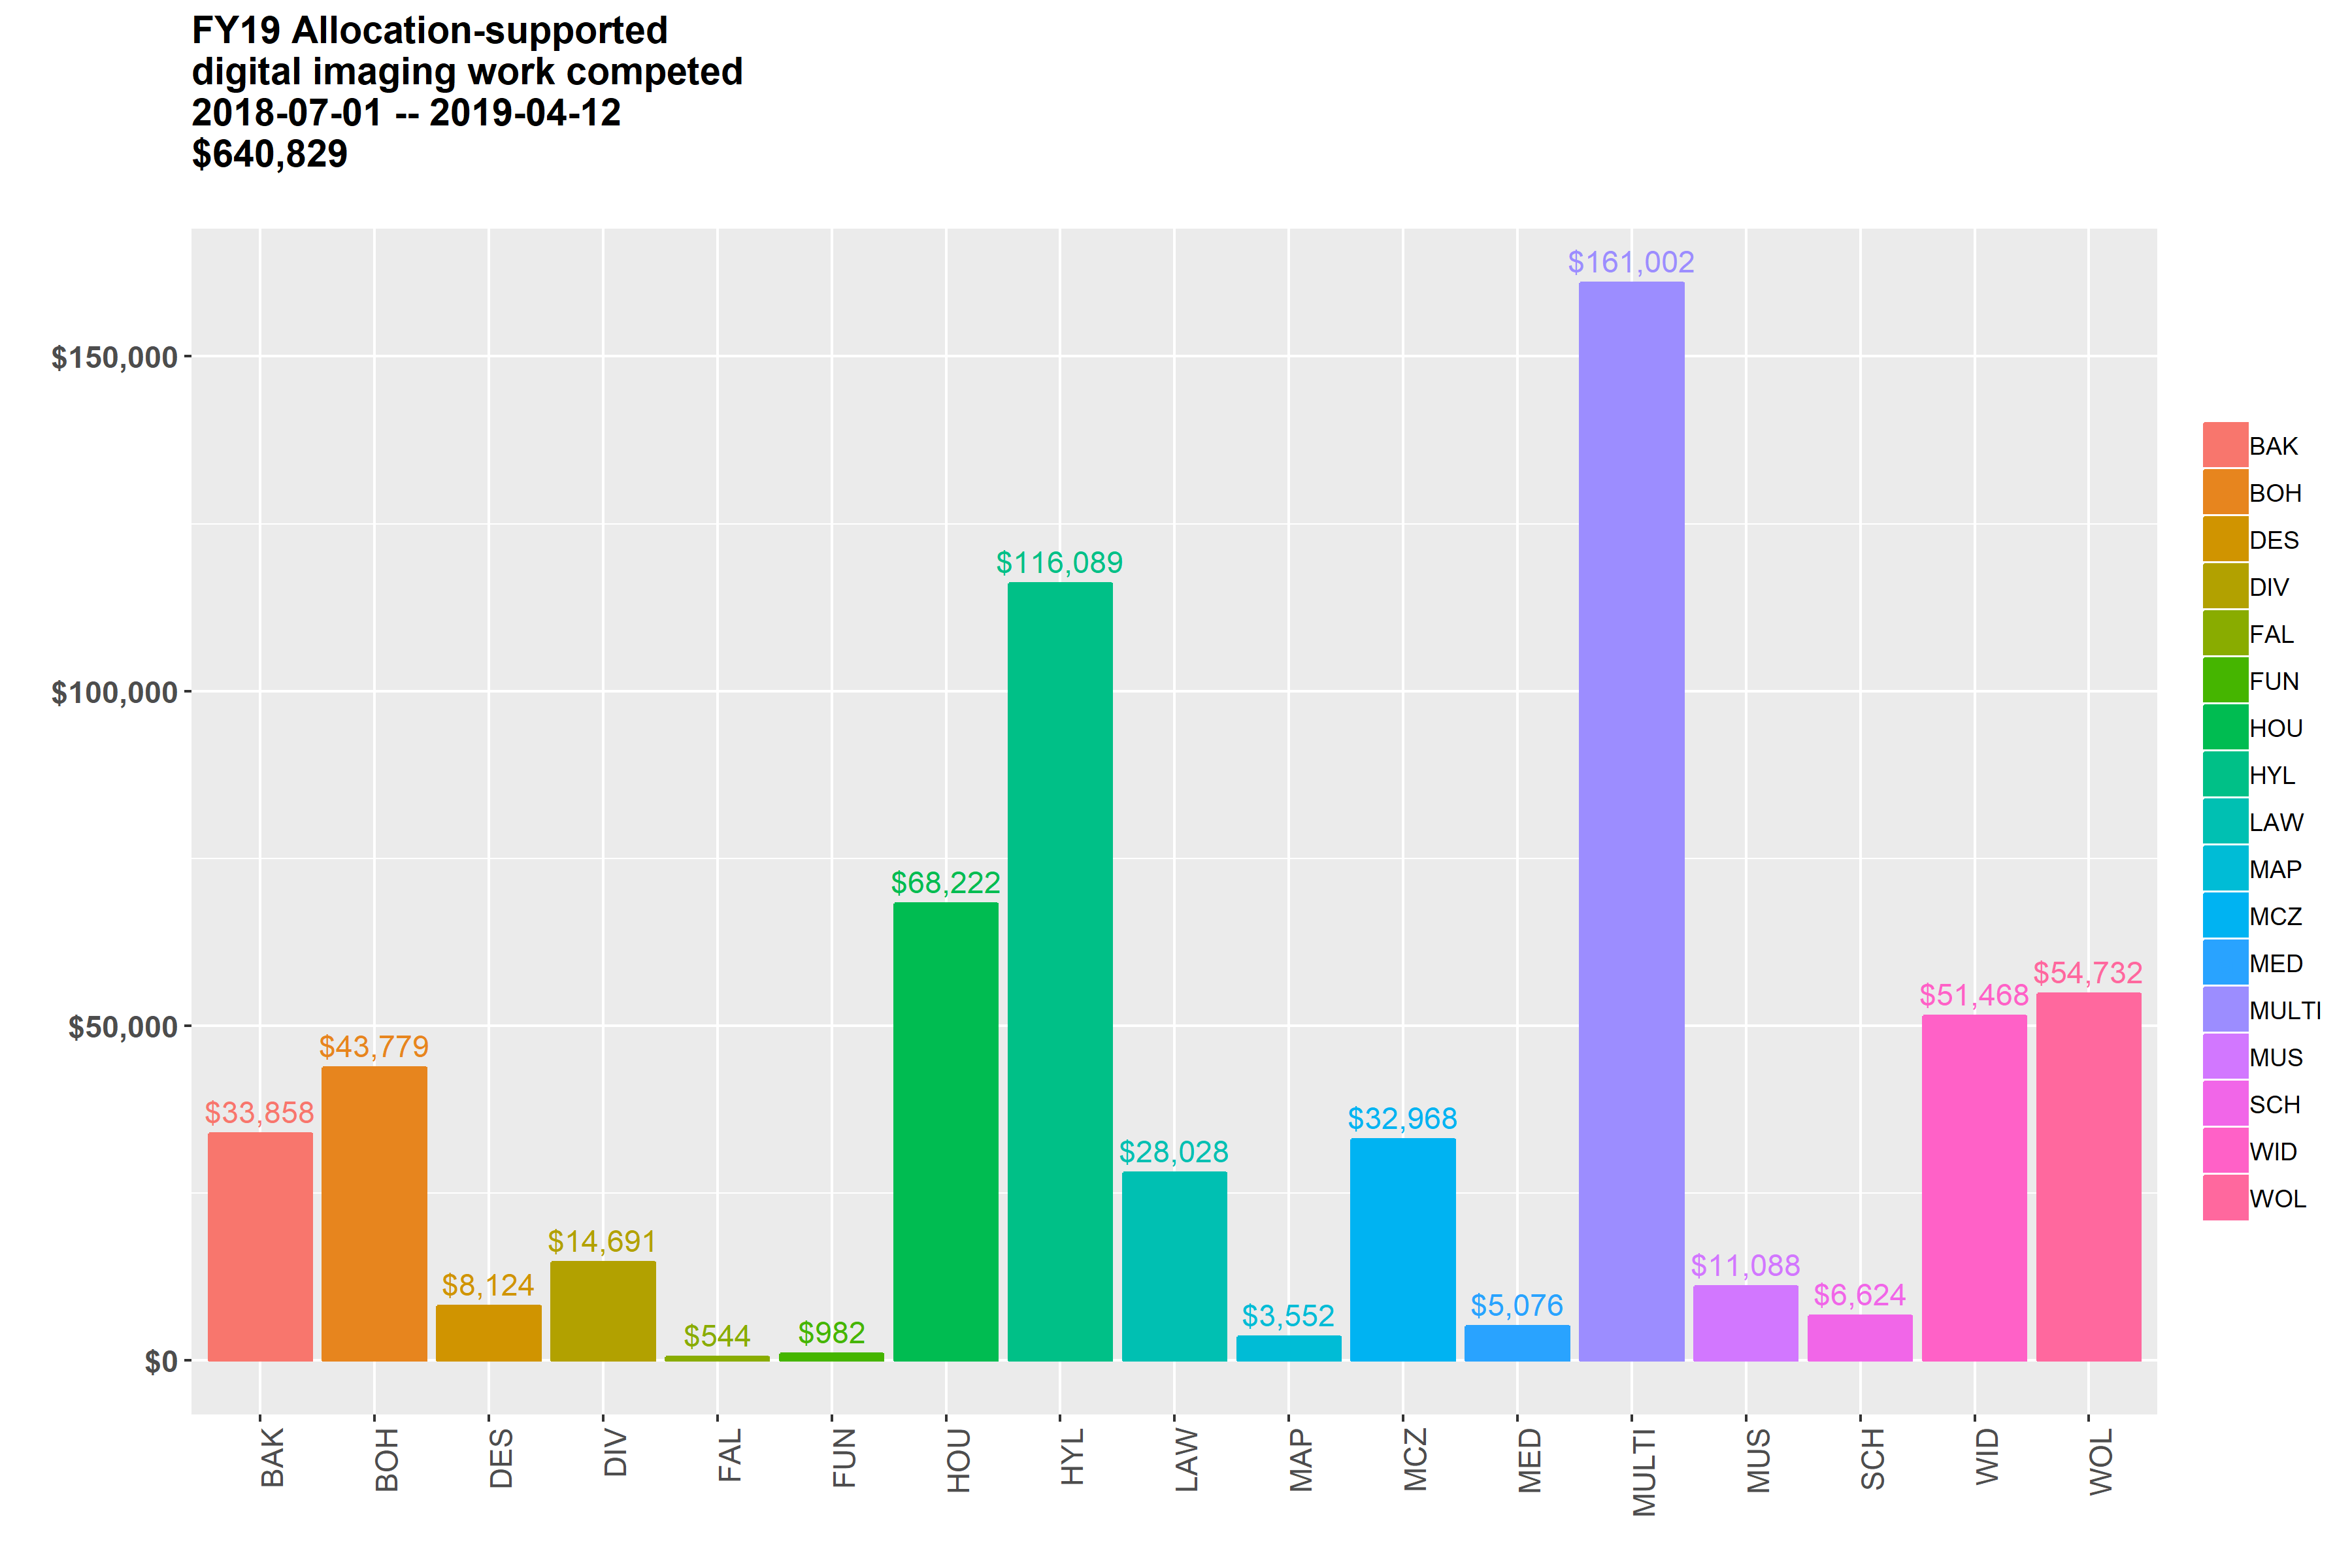 FY19 Allocation-supported
digital imaging work competed
2018-07-01 -- 2019-04-12
$640,829
$161,002
$150,000
$116,089
$100,000
$68,222
$54,732
$51,468
$50,000
$43,779
$33,858
$32,968
$28,028
$14,691
$11,088
$8,124
$6,624
$5,076
$3,552
$982
$544
$0
BAK
BOH
DES
DIV
FAL
FUN
HOU
HYL
LAW
MAP
MCZ
MED
MULTI
MUS
SCH
WID
WOL
BAK
BOH
DES
DIV
FAL
FUN
HOU
HYL
LAW
MAP
MCZ
MED
MULTI
MUS
SCH
WID
WOL